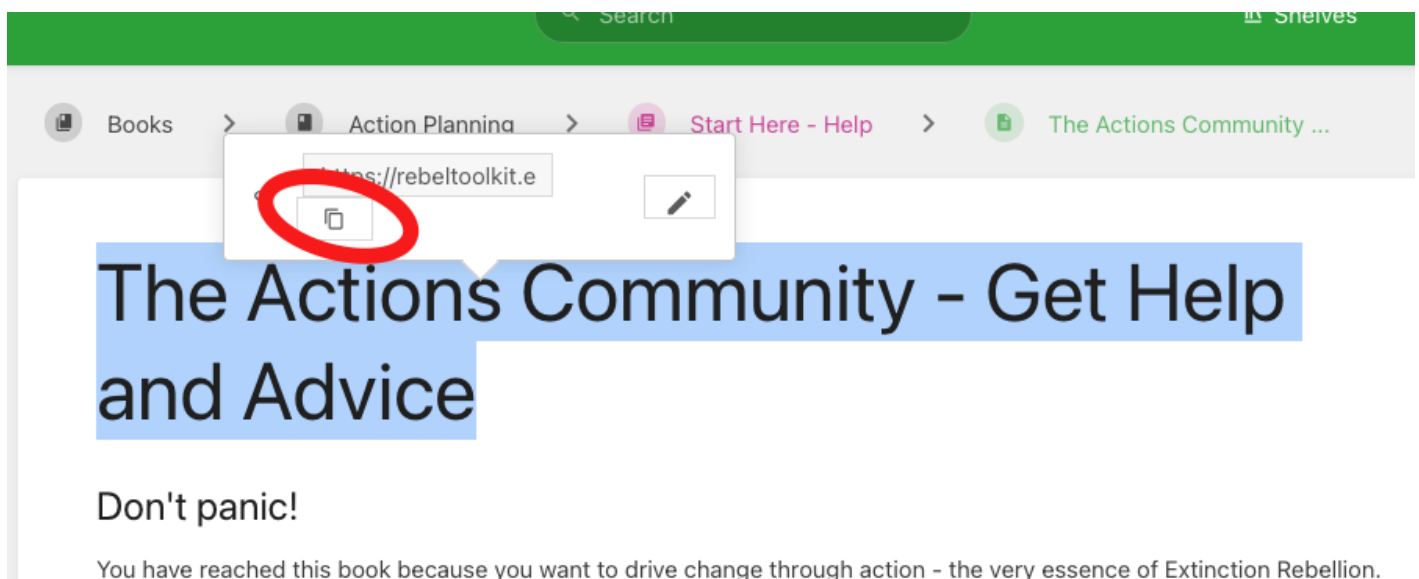 Search
Shelves
Books > Action Planning > Start Here - Help > The Actions Community ...
https://rebeltoolkit.e
The Actions Community - Get Help
and Advice
Don't panic!
You have reached this book because you want to drive change through action - the very essence of Extinction Rebellion.